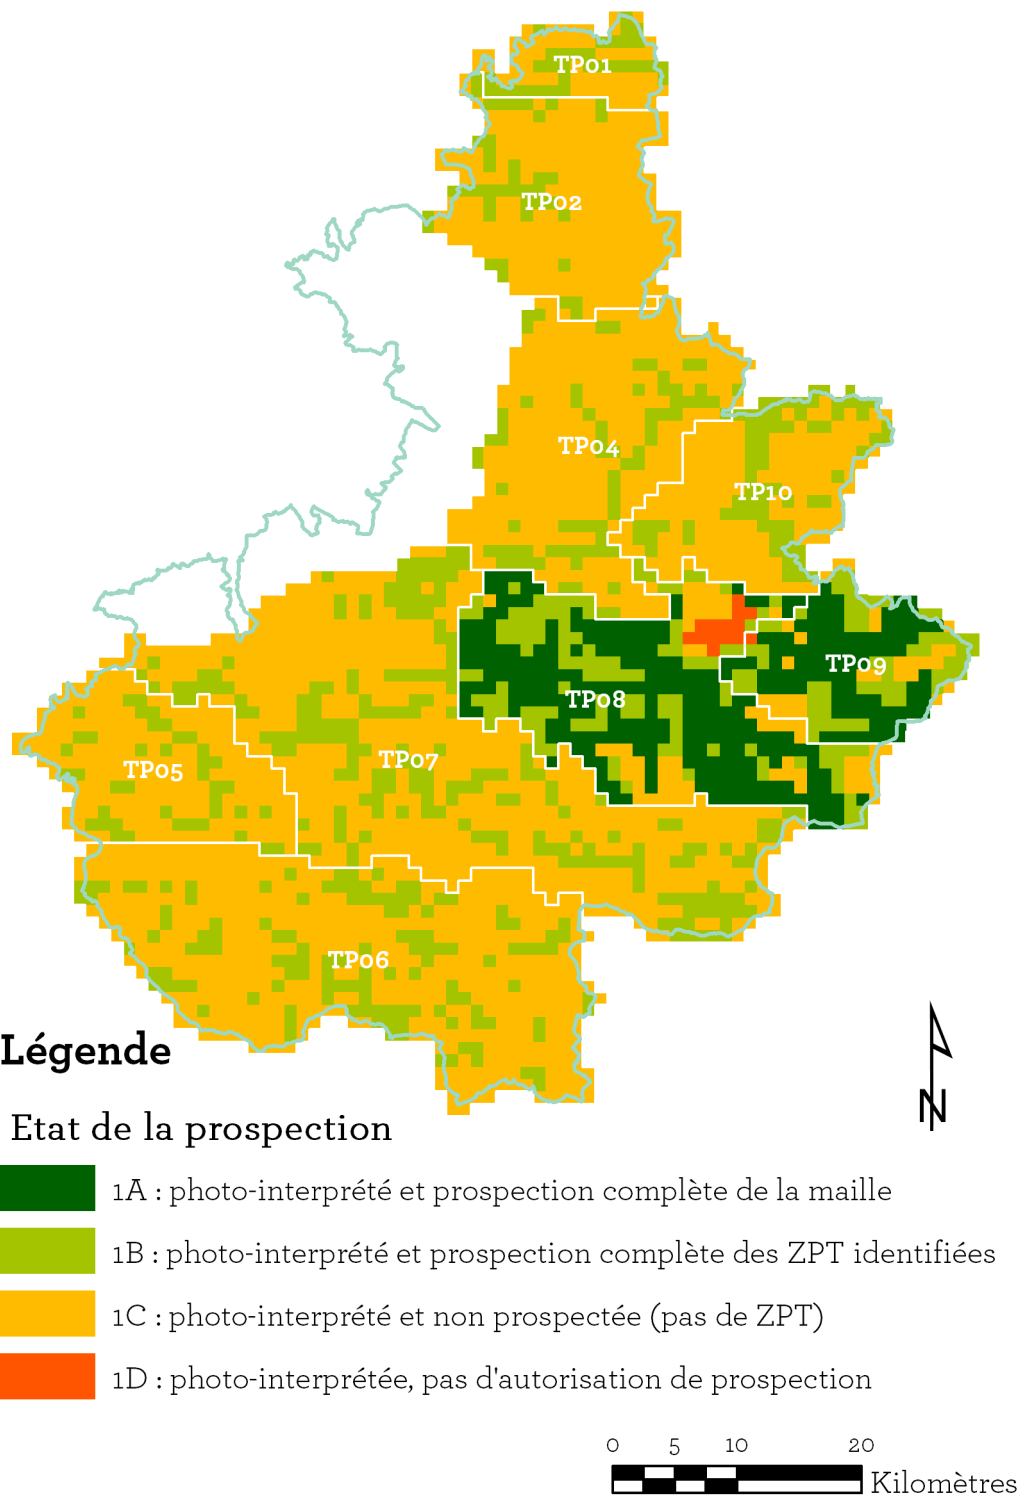 TP01
TP02
TP04
TP10
TP09
TP08
TP07
TP05
TP06
Légende
N
Etat de la prospection
1A : photo-interprété et prospection complète de la maille
1B : photo-interprété et prospection complète des ZPT identifiées
1C : photo-interprété et non prospectée (pas de ZPT)
1D : photo-interprétée, pas d'autorisation de prospection
0 5 10 20
Kilomètres